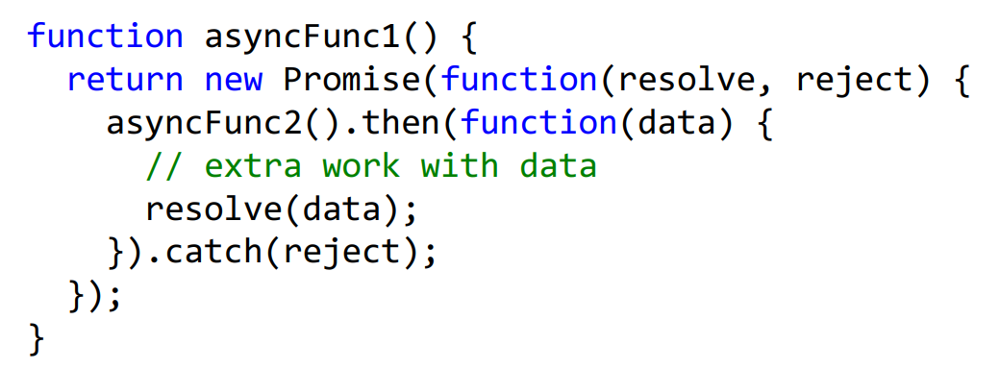 function asyncFunc1() {
  return new Promise(function(resolve, reject) {
    asyncFunc2().then(function(data) {
      // extra work with data
      resolve(data);
    }).catch(reject);
  });
}